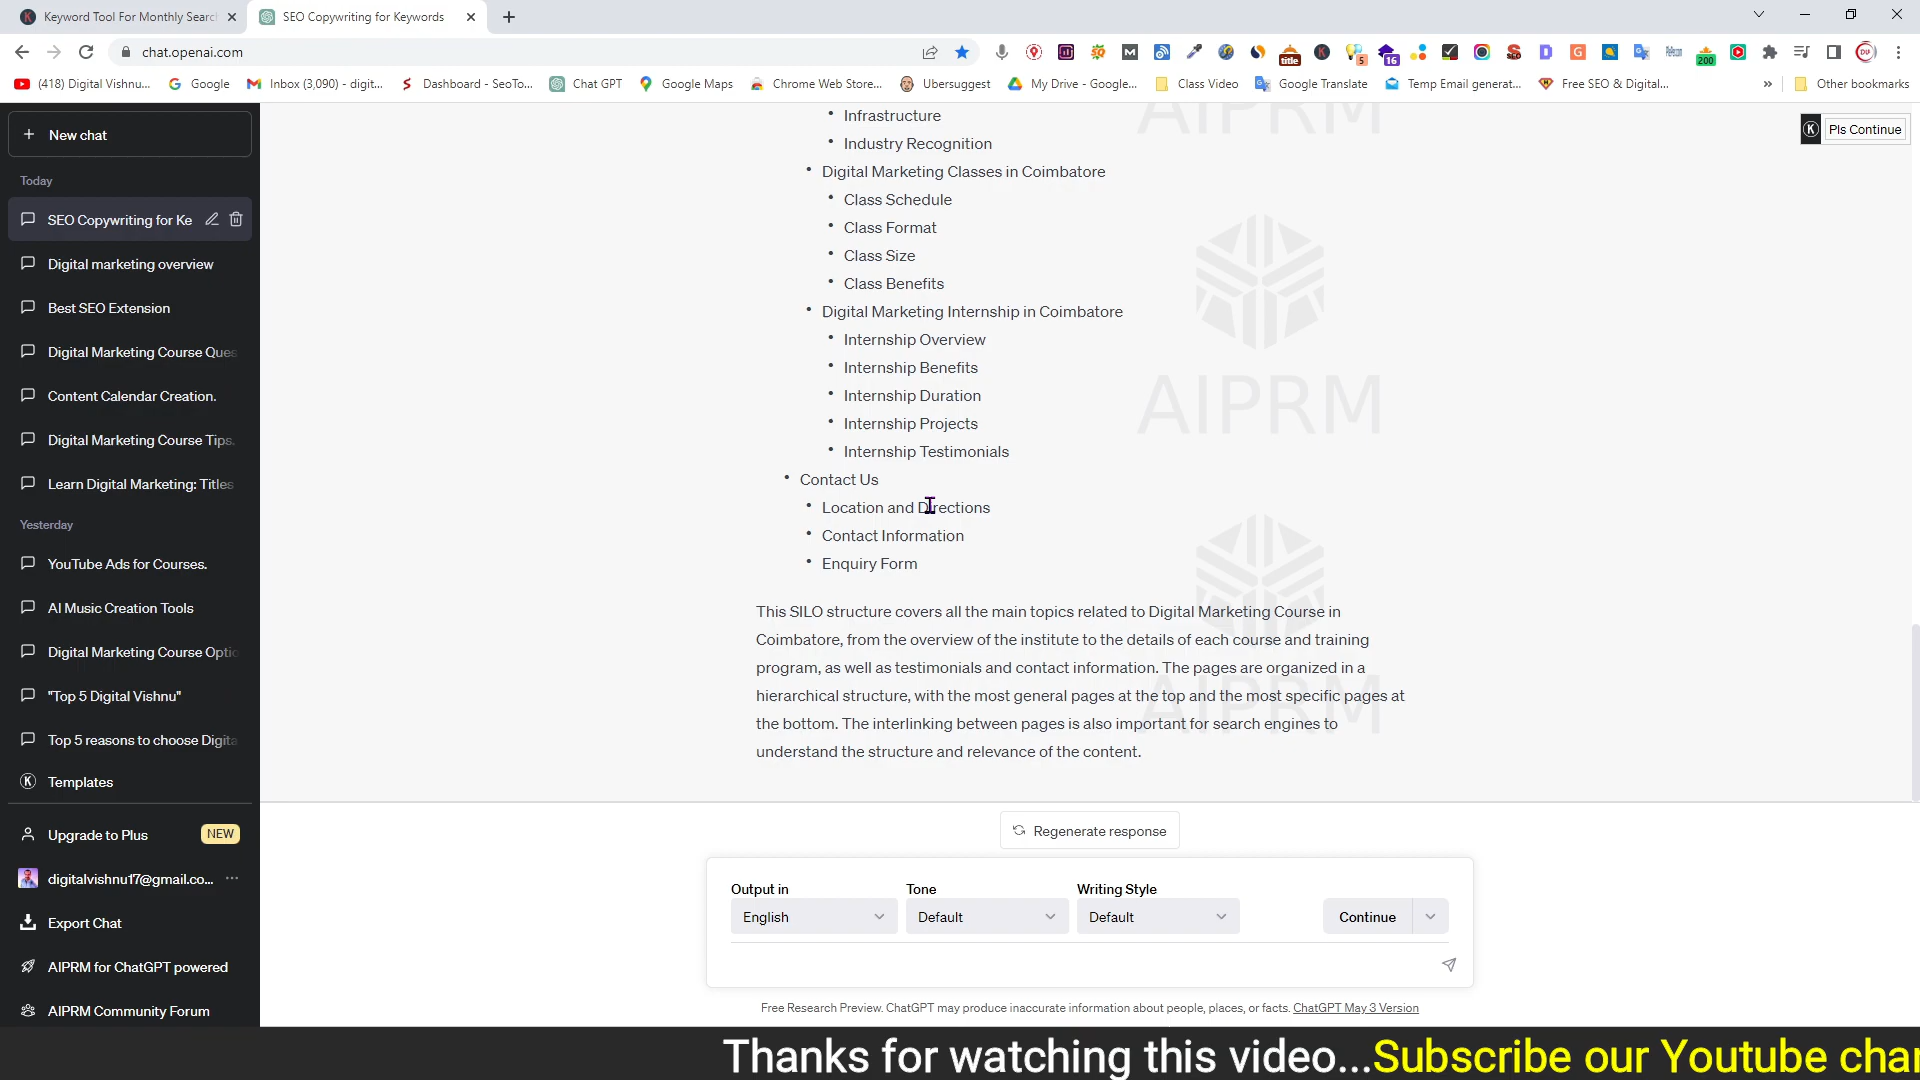 Keyword Tool For Monthly Searc
SEO Copywriting for Keywords
chat.openai.com
title
5
16
200
(418) Digital Vishnu...
Google
Inbox (3,090) - digit...
Dashboard - SeoTo...
Chat GPT
Google Maps
Chrome Web Store...
Ubersuggest
My Drive - Google...
Class Video
Google Translate
Temp Email generat...
Free SEO & Digital...
»
Other bookmarks
New chat
Today
SEO Copywriting for Ke
Digital marketing overview
Best SEO Extension
Digital Marketing Course Ques
Content Calendar Creation.
Digital Marketing Course Tips.
Learn Digital Marketing: Titles
Yesterday
YouTube Ads for Courses.
AI Music Creation Tools
Digital Marketing Course Optio
"Top 5 Digital Vishnu"
Top 5 reasons to choose Digita
Templates
Upgrade to Plus
NEW
digitalvishnu17@gmail.co...
Export Chat
AIPRM for ChatGPT powered
AIPRM Community Forum
Pls Continue
AIPRM
• Infrastructure
• Industry Recognition
• Digital Marketing Classes in Coimbatore
• Class Schedule
• Class Format
• Class Size
• Class Benefits
• Digital Marketing Internship in Coimbatore
• Internship Overview
• Internship Benefits
• Internship Duration
• Internship Projects
• Internship Testimonials
AIPRM
• Contact Us
• Location and Directions
• Contact Information
• Enquiry Form
This SILO structure covers all the main topics related to Digital Marketing Course in
Coimbatore, from the overview of the institute to the details of each course and training
program, as well as testimonials and contact information. The pages are organized in a
hierarchical structure, with the most general pages at the top and the most specific pages at
the bottom. The interlinking between pages is also important for search engines to
understand the structure and relevance of the content.
AIPRM
Regenerate response
Output in
Tone
Writing Style
English
Default
Default
Continue
Free Research Preview. ChatGPT may produce inaccurate information about people, places, or facts. ChatGPT May 3 Version
Thanks for watching this video...Subscribe our Youtube char